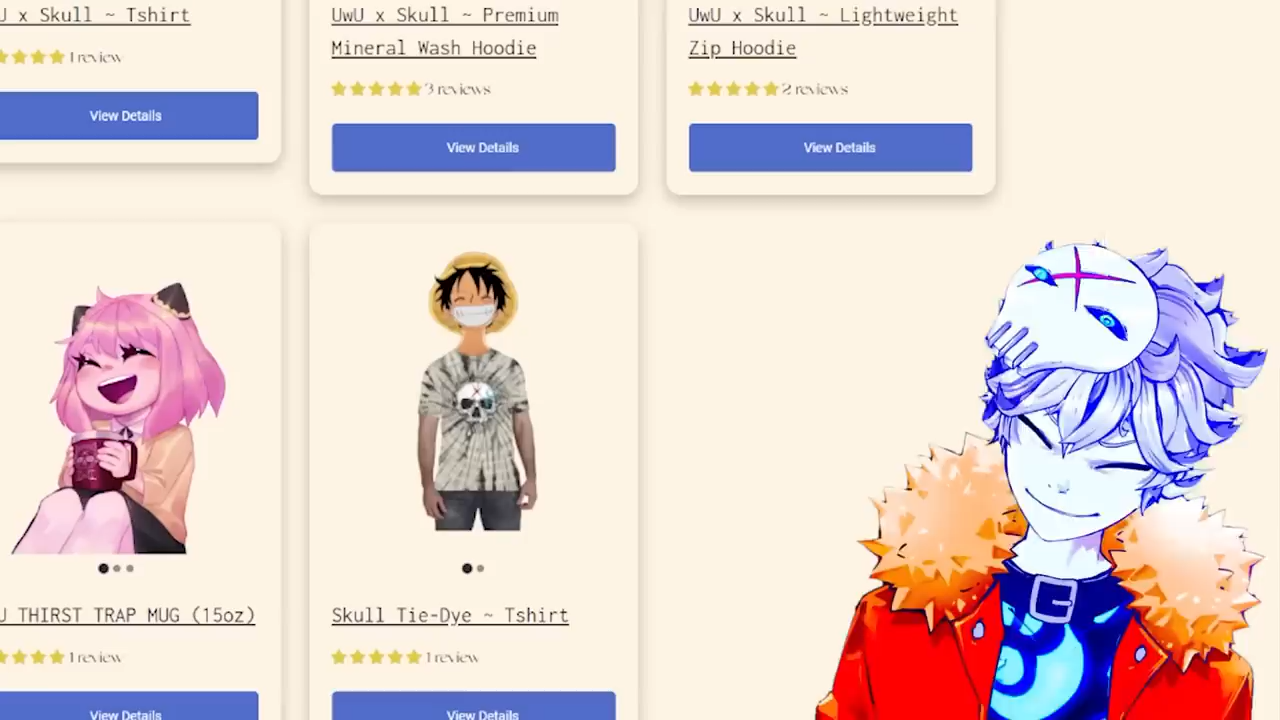 U x Skull ~ Tshirt
1 review
View Details
UwU x Skull ~ Premium
Mineral Wash Hoodie
3 reviews
View Details
UwU x Skull ~ Lightweight
Zip Hoodie
2 reviews
View Details
U THIRST TRAP MUG (15oz)
1 review
View Details
Skull Tie-Dye ~ Tshirt
1 review
View Details